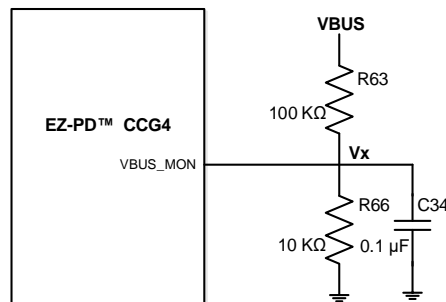 VBUS
R63
100 KΩ
EZ-PD™ CCG4
VBUS_MON
Vx
R66
C34
10 KΩ
0.1 µF